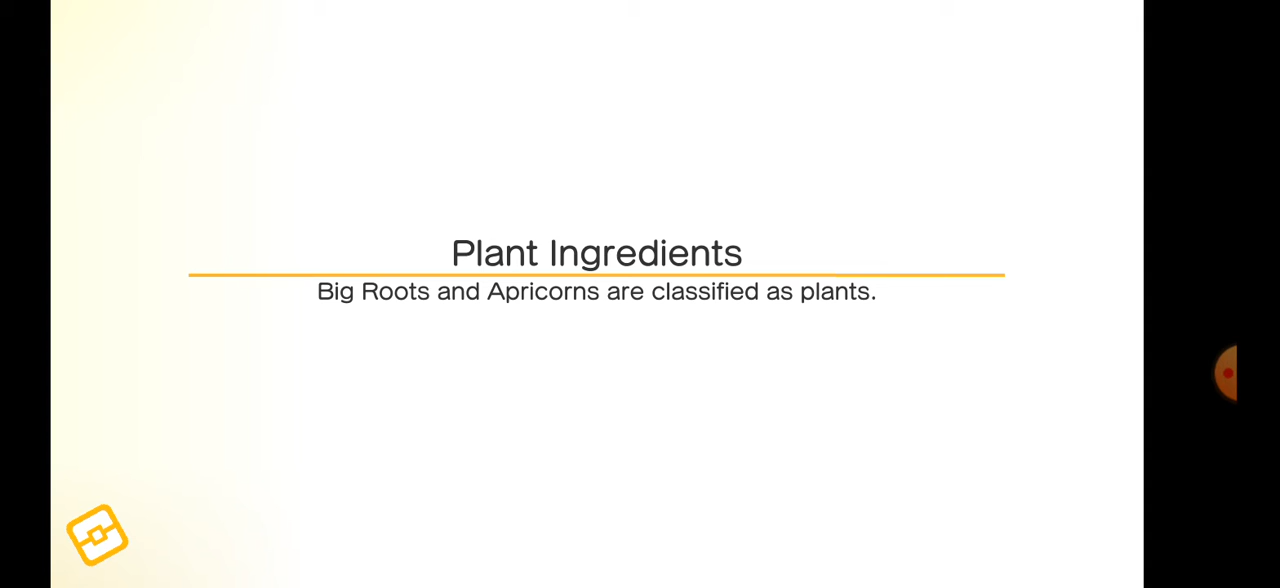 Plant Ingredients
Big Roots and Apricorns are classified as plants.